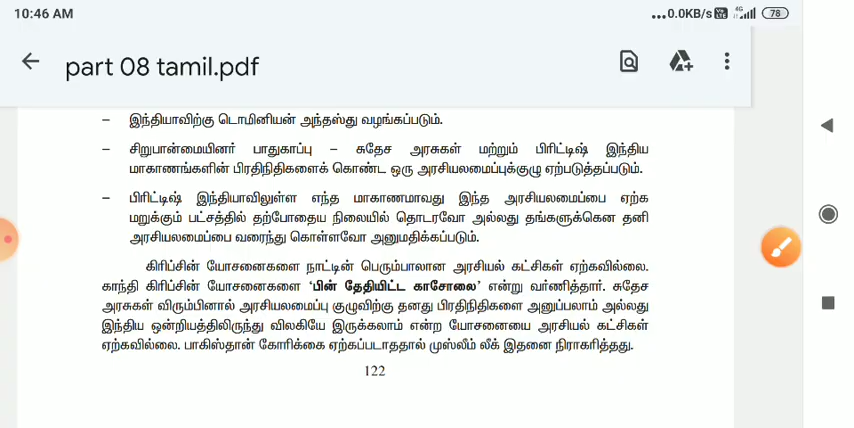 10:46 AM
...0.0KB/s VoLTE 4G 78
part 08 tamil.pdf
– இந்தியாவிற்கு டொமினியன் அந்தஸ்து வழங்கப்படும்.
– சிறுபான்மையினர் பாதுகாப்பு – சுதேச அரசுகள் மற்றும் பிரிட்டிஷ் இந்திய
மாகாணங்களின் பிரதிநிதிகளைக் கொண்ட ஒரு அரசியலமைப்புக்குழு ஏற்படுத்தப்படும்.
– பிரிட்டிஷ் இந்தியாவிலுள்ள எந்த மாகாணமாவது இந்த அரசியலமைப்பை ஏற்க
மறுக்கும் பட்சத்தில் தற்போதைய நிலையில் தொடரவோ அல்லது தங்களுக்கென தனி
அரசியலமைப்பை வரைந்து கொள்ளவோ அனுமதிக்கப்படும்.
கிரிப்சின் யோசனைகளை நாட்டின் பெரும்பாலான அரசியல் கட்சிகள் ஏற்கவில்லை.
காந்தி கிரிப்சின் யோசனைகளை ‘பின் தேதியிட்ட காசோலை’ என்று வர்ணித்தார். சுதேச
அரசுகள் விரும்பினால் அரசியலமைப்பு குழுவிற்கு தனது பிரதிநிதிகளை அனுப்பலாம் அல்லது
இந்திய ஒன்றியத்திலிருந்து விலகியே இருக்கலாம் என்ற யோசனையை அரசியல் கட்சிகள்
ஏற்கவில்லை. பாகிஸ்தான் கோரிக்கை ஏற்கப்படாததால் முஸ்லீம் லீக் இதனை நிராகரித்தது.
122